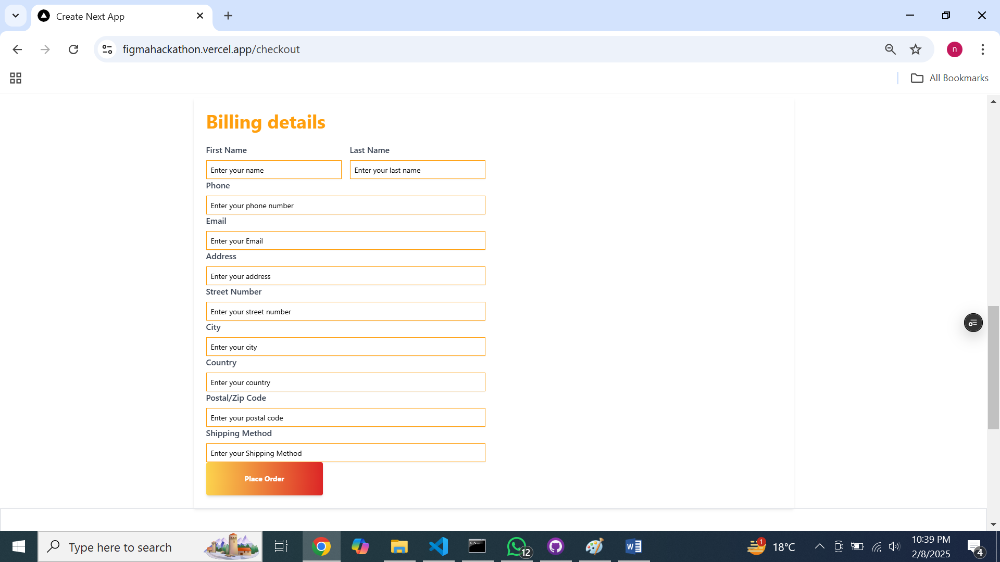 Create Next App
figmahackathon.vercel.app/checkout
n
All Bookmarks
Billing details
First Name Last Name
Enter your name Enter your last name
Phone
Enter your phone number
Email
Enter your Email
Address
Enter your address
Street Number
Enter your street number
City
Enter your city
Country
Enter your country
Postal/Zip Code
Enter your postal code
Shipping Method
Enter your Shipping Method
Place Order
Type here to search
12
1
18°C
10:39 PM
2/8/2025
4